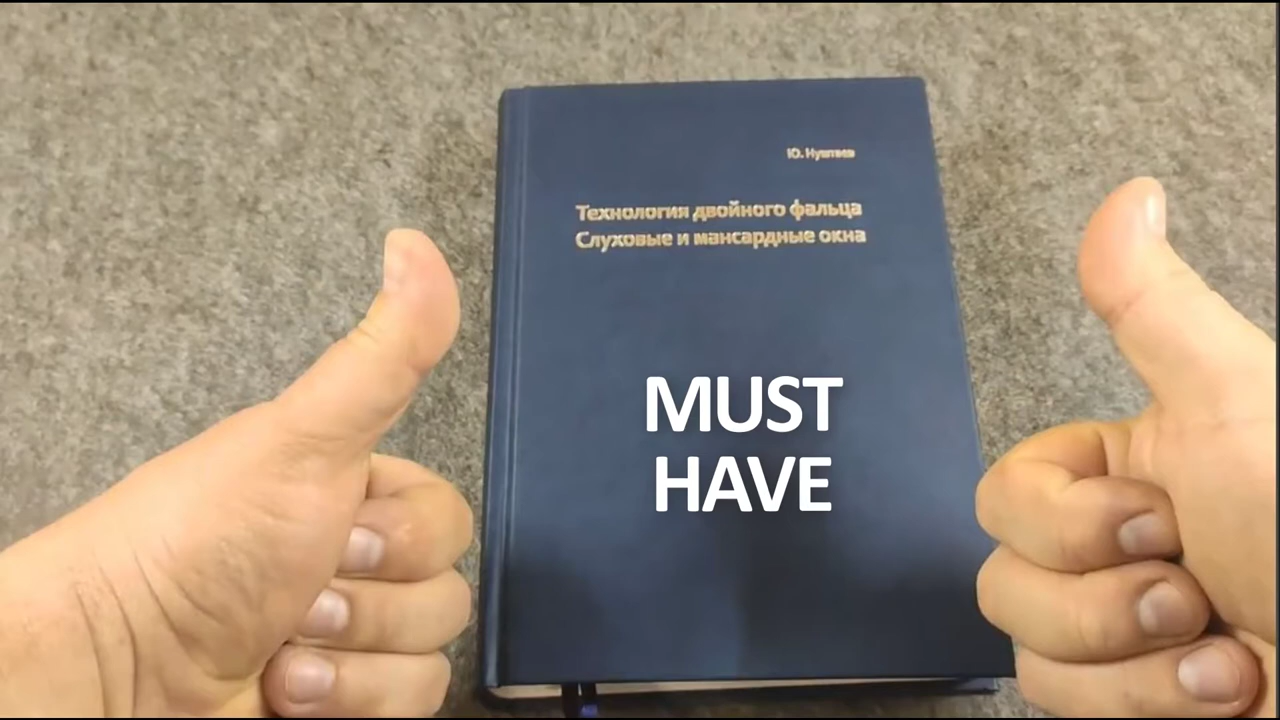 Ю. Нуштаев
Технология двойного фальца
Слуховые и мансардные окна
MUST
HAVE